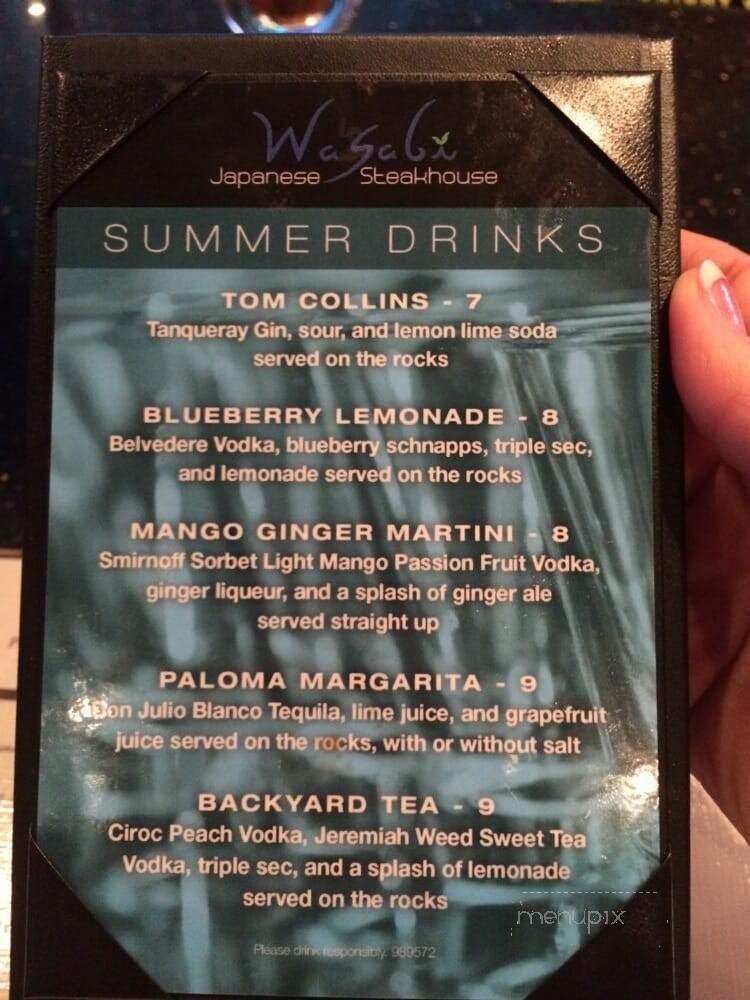 Wasabi
Japanese Steakhouse
SUMMER DRINKS
TOM COLLINS - 7
Tanqueray Gin, sour, and lemon lime soda
served on the rocks
BLUEBERRY LEMONADE - 8
Belvedere Vodka, blueberry schnapps, triple sec,
and lemonade served on the rocks
MANGO GINGER MARTINI - 8
Smirnoff Sorbet Light Mango Passion Fruit Vodka,
ginger liqueur, and a splash of ginger ale
served straight up
PALOMA MARGARITA - 9
Don Julio Blanco Tequila, lime juice, and grapefruit
juice served on the rocks, with or without salt
BACKYARD TEA - 9
Ciroc Peach Vodka, Jeremiah Weed Sweet Tea
Vodka, triple sec, and a splash of lemonade
served on the rocks
Please drink responsibly. 989572
menupix